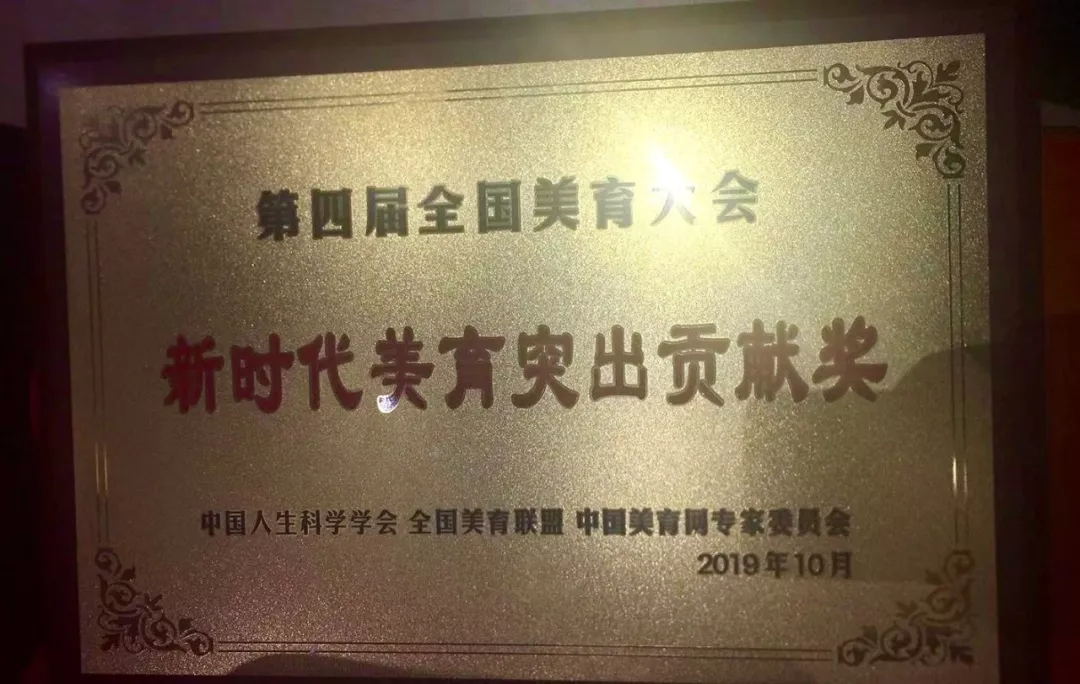 第四届全国美育大会
新时代美育突出贡献奖
中国人生科学学会 全国美育联盟 中国美育网专家委员会
2019年10月